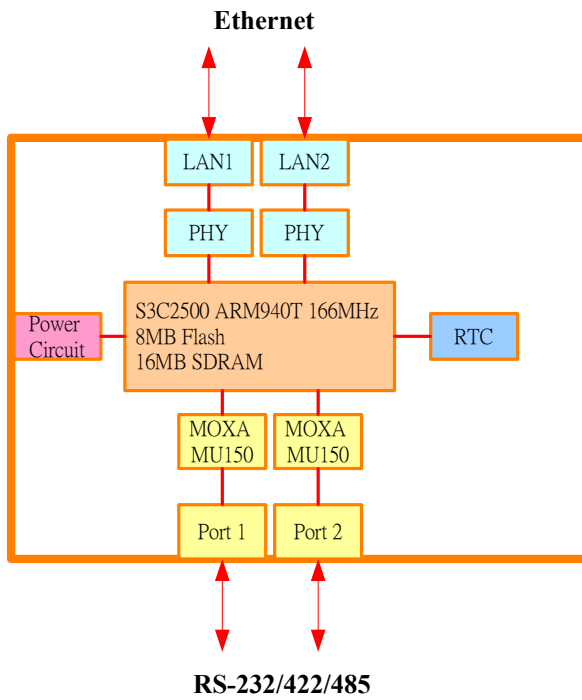 Ethernet
LAN1
LAN2
PHY
PHY
S3C2500 ARM940T 166MHz
8MB Flash
16MB SDRAM
Power
Circuit
RTC
MOXA
MU150
MOXA
MU150
Port 1
Port 2
RS-232/422/485